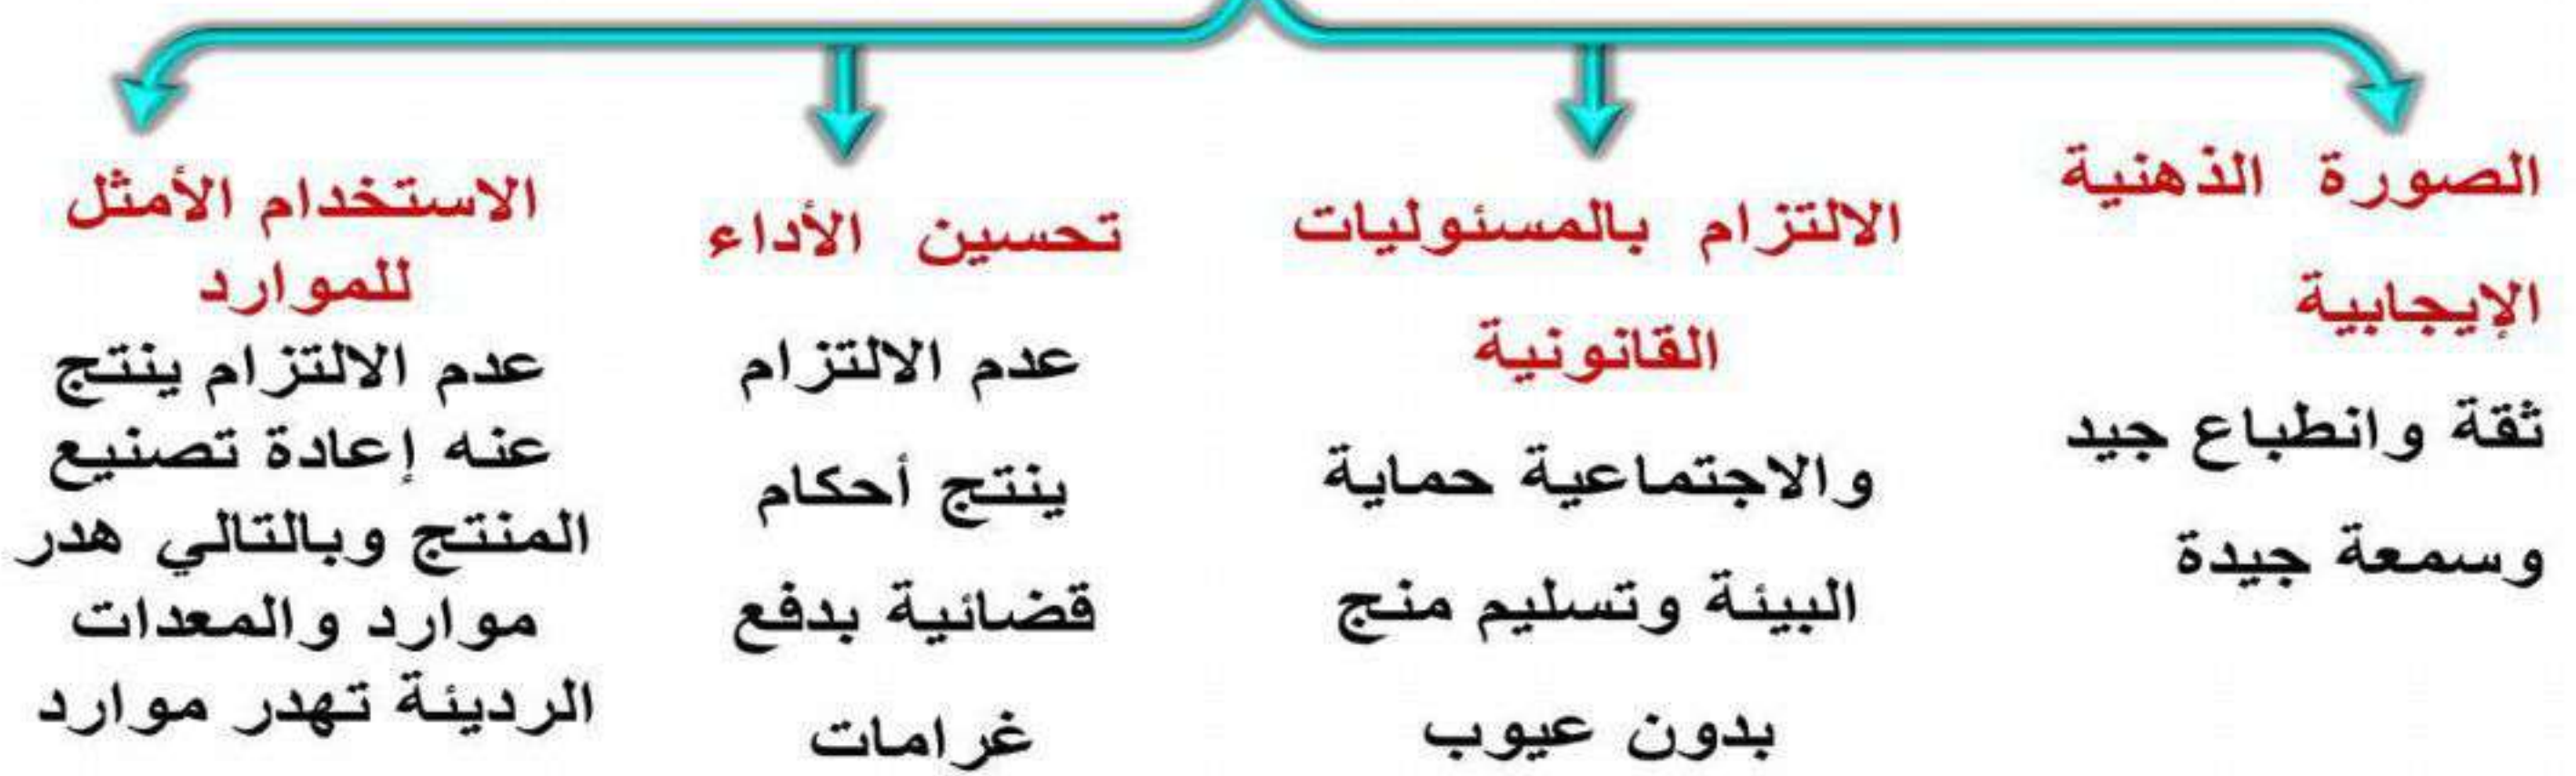 الصورة الذهنية
الإيجابية
ثقة وانطباع جيد
وسمعة جيدة
الالتزام بالمسئوليات
القانونية
والاجتماعية حماية
البيئة وتسليم منج
بدون عيوب
تحسين الأداء
عدم الالتزام
ينتج أحكام
قضائية بدفع
غرامات
الاستخدام الأمثل
للموارد
عدم الالتزام ينتج
عنه إعادة تصنيع
المنتج وبالتالي هدر
موارد والمعدات
الرديئة تهدر موارد